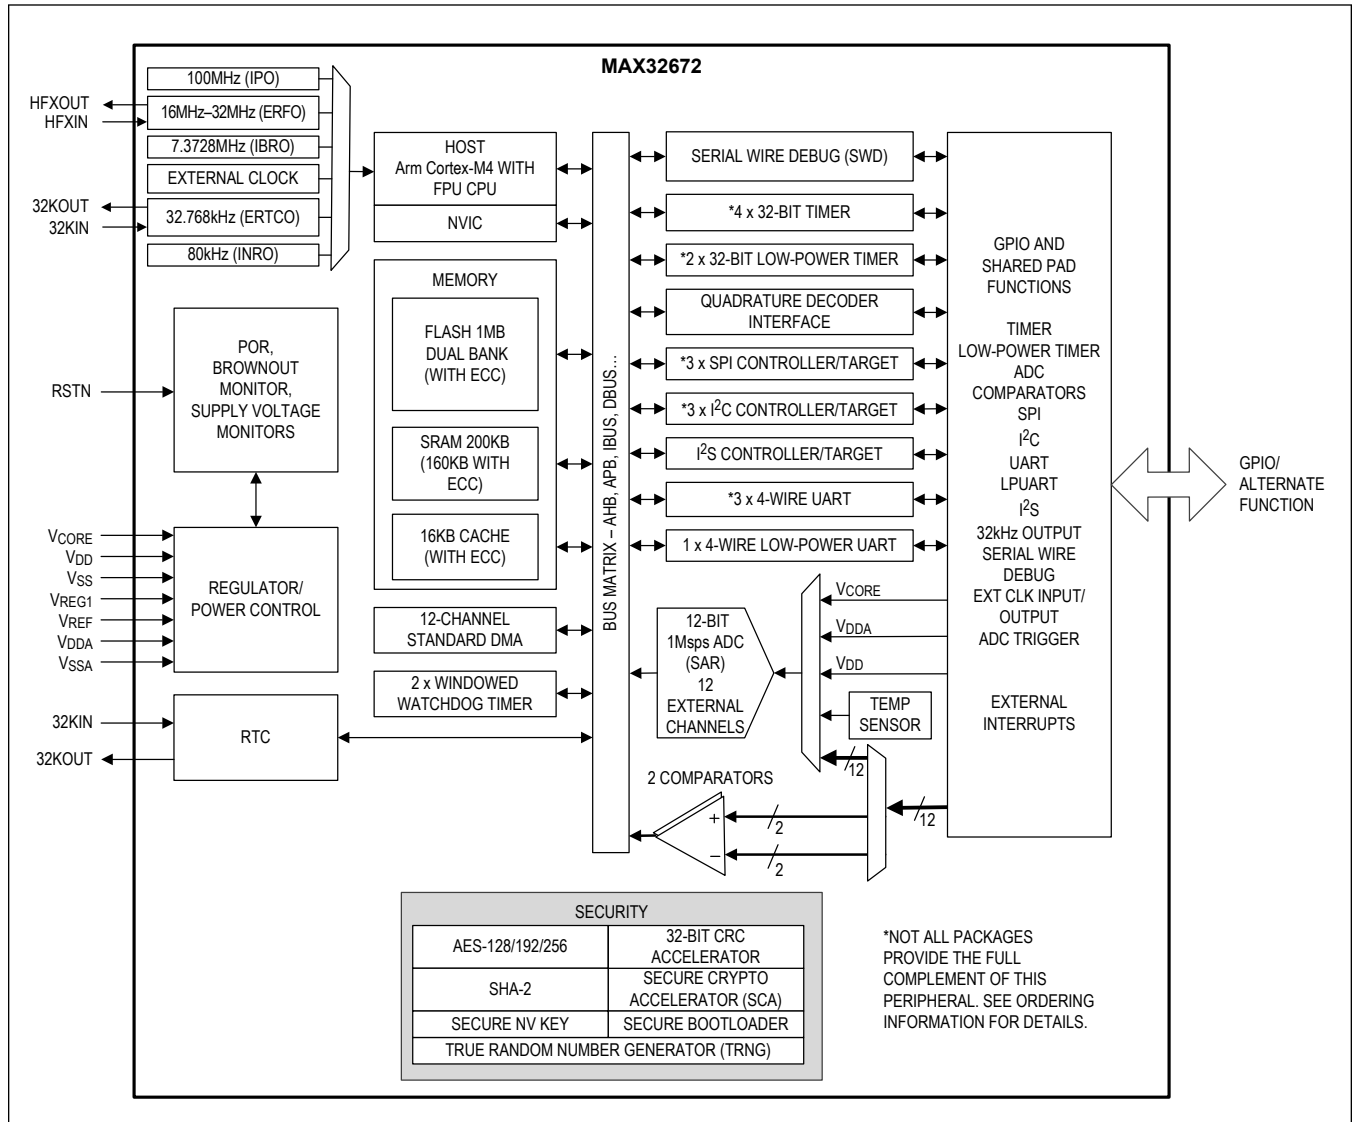 MAX32672
100MHz (IPO)
HFXOUT
HFXIN
16MHz–32MHz (ERFO)
7.3728MHz (IBRO)
EXTERNAL CLOCK
32KOUT
32KIN
32.768kHz (ERTCO)
80kHz (INRO)
HOST
Arm Cortex-M4 WITH
FPU CPU
NVIC
MEMORY
FLASH 1MB
DUAL BANK
(WITH ECC)
SRAM 200KB
(160KB WITH
ECC)
16KB CACHE
(WITH ECC)
12-CHANNEL
STANDARD DMA
2 x WINDOWED
WATCHDOG TIMER
RSTN
POR,
BROWNOUT
MONITOR,
SUPPLY VOLTAGE
MONITORS
VCORE
VDD
VSS
VREG1
VREF
VDDA
VSSA
REGULATOR/
POWER CONTROL
32KIN
32KOUT
RTC
BUS MATRIX – AHB, APB, IBUS, DBUS...
SERIAL WIRE DEBUG (SWD)
*4 x 32-BIT TIMER
*2 x 32-BIT LOW-POWER TIMER
QUADRATURE DECODER
INTERFACE
*3 x SPI CONTROLLER/TARGET
*3 x I2C CONTROLLER/TARGET
I2S CONTROLLER/TARGET
*3 x 4-WIRE UART
1 x 4-WIRE LOW-POWER UART
12-BIT
1Msps ADC
(SAR)
12
EXTERNAL
CHANNELS
VCORE
VDDA
VDD
TEMP
SENSOR
12
12
2 COMPARATORS
+
2
–
2
GPIO AND
SHARED PAD
FUNCTIONS
TIMER
LOW-POWER TIMER
ADC
COMPARATORS
SPI
I2C
UART
LPUART
I2S
32kHz OUTPUT
SERIAL WIRE
DEBUG
EXT CLK INPUT/
OUTPUT
ADC TRIGGER
EXTERNAL
INTERRUPTS
GPIO/
ALTERNATE
FUNCTION
SECURITY
AES-128/192/256
32-BIT CRC
ACCELERATOR
SHA-2
SECURE CRYPTO
ACCELERATOR (SCA)
SECURE NV KEY
SECURE BOOTLOADER
TRUE RANDOM NUMBER GENERATOR (TRNG)
*NOT ALL PACKAGES
PROVIDE THE FULL
COMPLEMENT OF THIS
PERIPHERAL. SEE ORDERING
INFORMATION FOR DETAILS.